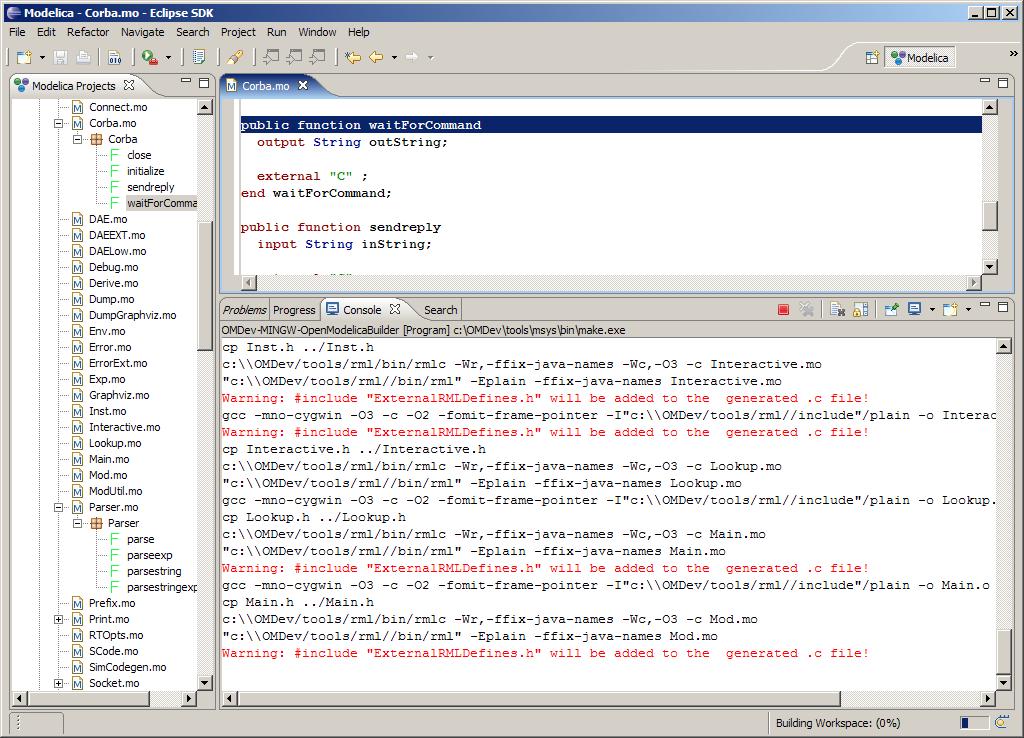 Modelica - Corba.mo - Eclipse SDK
File Edit Refactor Navigate Search Project Run Window Help
010
Modelica
Modelica Projects
Connect.mo
Corba.mo
Corba
close
initialize
sendreply
waitForComma
DAE.mo
DAEEXT.mo
DAELow.mo
Debug.mo
Derive.mo
Dump.mo
DumpGraphviz.mo
Env.mo
Error.mo
ErrorExt.mo
Exp.mo
Graphviz.mo
Inst.mo
Interactive.mo
Lookup.mo
Main.mo
Mod.mo
ModUtil.mo
Parser.mo
Parser
parse
parseexp
parsestring
parsestringexp
Prefix.mo
Print.mo
RTOpts.mo
SCode.mo
SimCodegen.mo
Socket.mo
Corba.mo
public function waitForCommand
output String outString;
external "C" ;
end waitForCommand;
public function sendreply
input String inString;
Problems Progress Console Search
OMDev-MINGW-OpenModelicaBuilder [Program] c:\OMDev\tools\msys\bin\make.exe
cp Inst.h ../Inst.h
c:\\OMDev/tools/rml/bin/rmlc -Wr,-ffix-java-names -Wc,-O3 -c Interactive.mo
"c:\\OMDev/tools/rml//bin/rml" -Eplain -ffix-java-names Interactive.mo
Warning: #include "ExternalRMLDefines.h" will be added to the  generated .c file!
gcc -mno-cygwin -O3 -c -O2 -fomit-frame-pointer -I"c:\\OMDev/tools/rml//include"/plain -o Interac
Warning: #include "ExternalRMLDefines.h" will be added to the  generated .c file!
cp Interactive.h ../Interactive.h
c:\\OMDev/tools/rml/bin/rmlc -Wr,-ffix-java-names -Wc,-O3 -c Lookup.mo
"c:\\OMDev/tools/rml//bin/rml" -Eplain -ffix-java-names Lookup.mo
gcc -mno-cygwin -O3 -c -O2 -fomit-frame-pointer -I"c:\\OMDev/tools/rml//include"/plain -o Lookup.
cp Lookup.h ../Lookup.h
c:\\OMDev/tools/rml/bin/rmlc -Wr,-ffix-java-names -Wc,-O3 -c Main.mo
"c:\\OMDev/tools/rml//bin/rml" -Eplain -ffix-java-names Main.mo
Warning: #include "ExternalRMLDefines.h" will be added to the  generated .c file!
gcc -mno-cygwin -O3 -c -O2 -fomit-frame-pointer -I"c:\\OMDev/tools/rml//include"/plain -o Main.o
cp Main.h ../Main.h
c:\\OMDev/tools/rml/bin/rmlc -Wr,-ffix-java-names -Wc,-O3 -c Mod.mo
"c:\\OMDev/tools/rml//bin/rml" -Eplain -ffix-java-names Mod.mo
Warning: #include "ExternalRMLDefines.h" will be added to the  generated .c file!
Building Workspace: (0%)